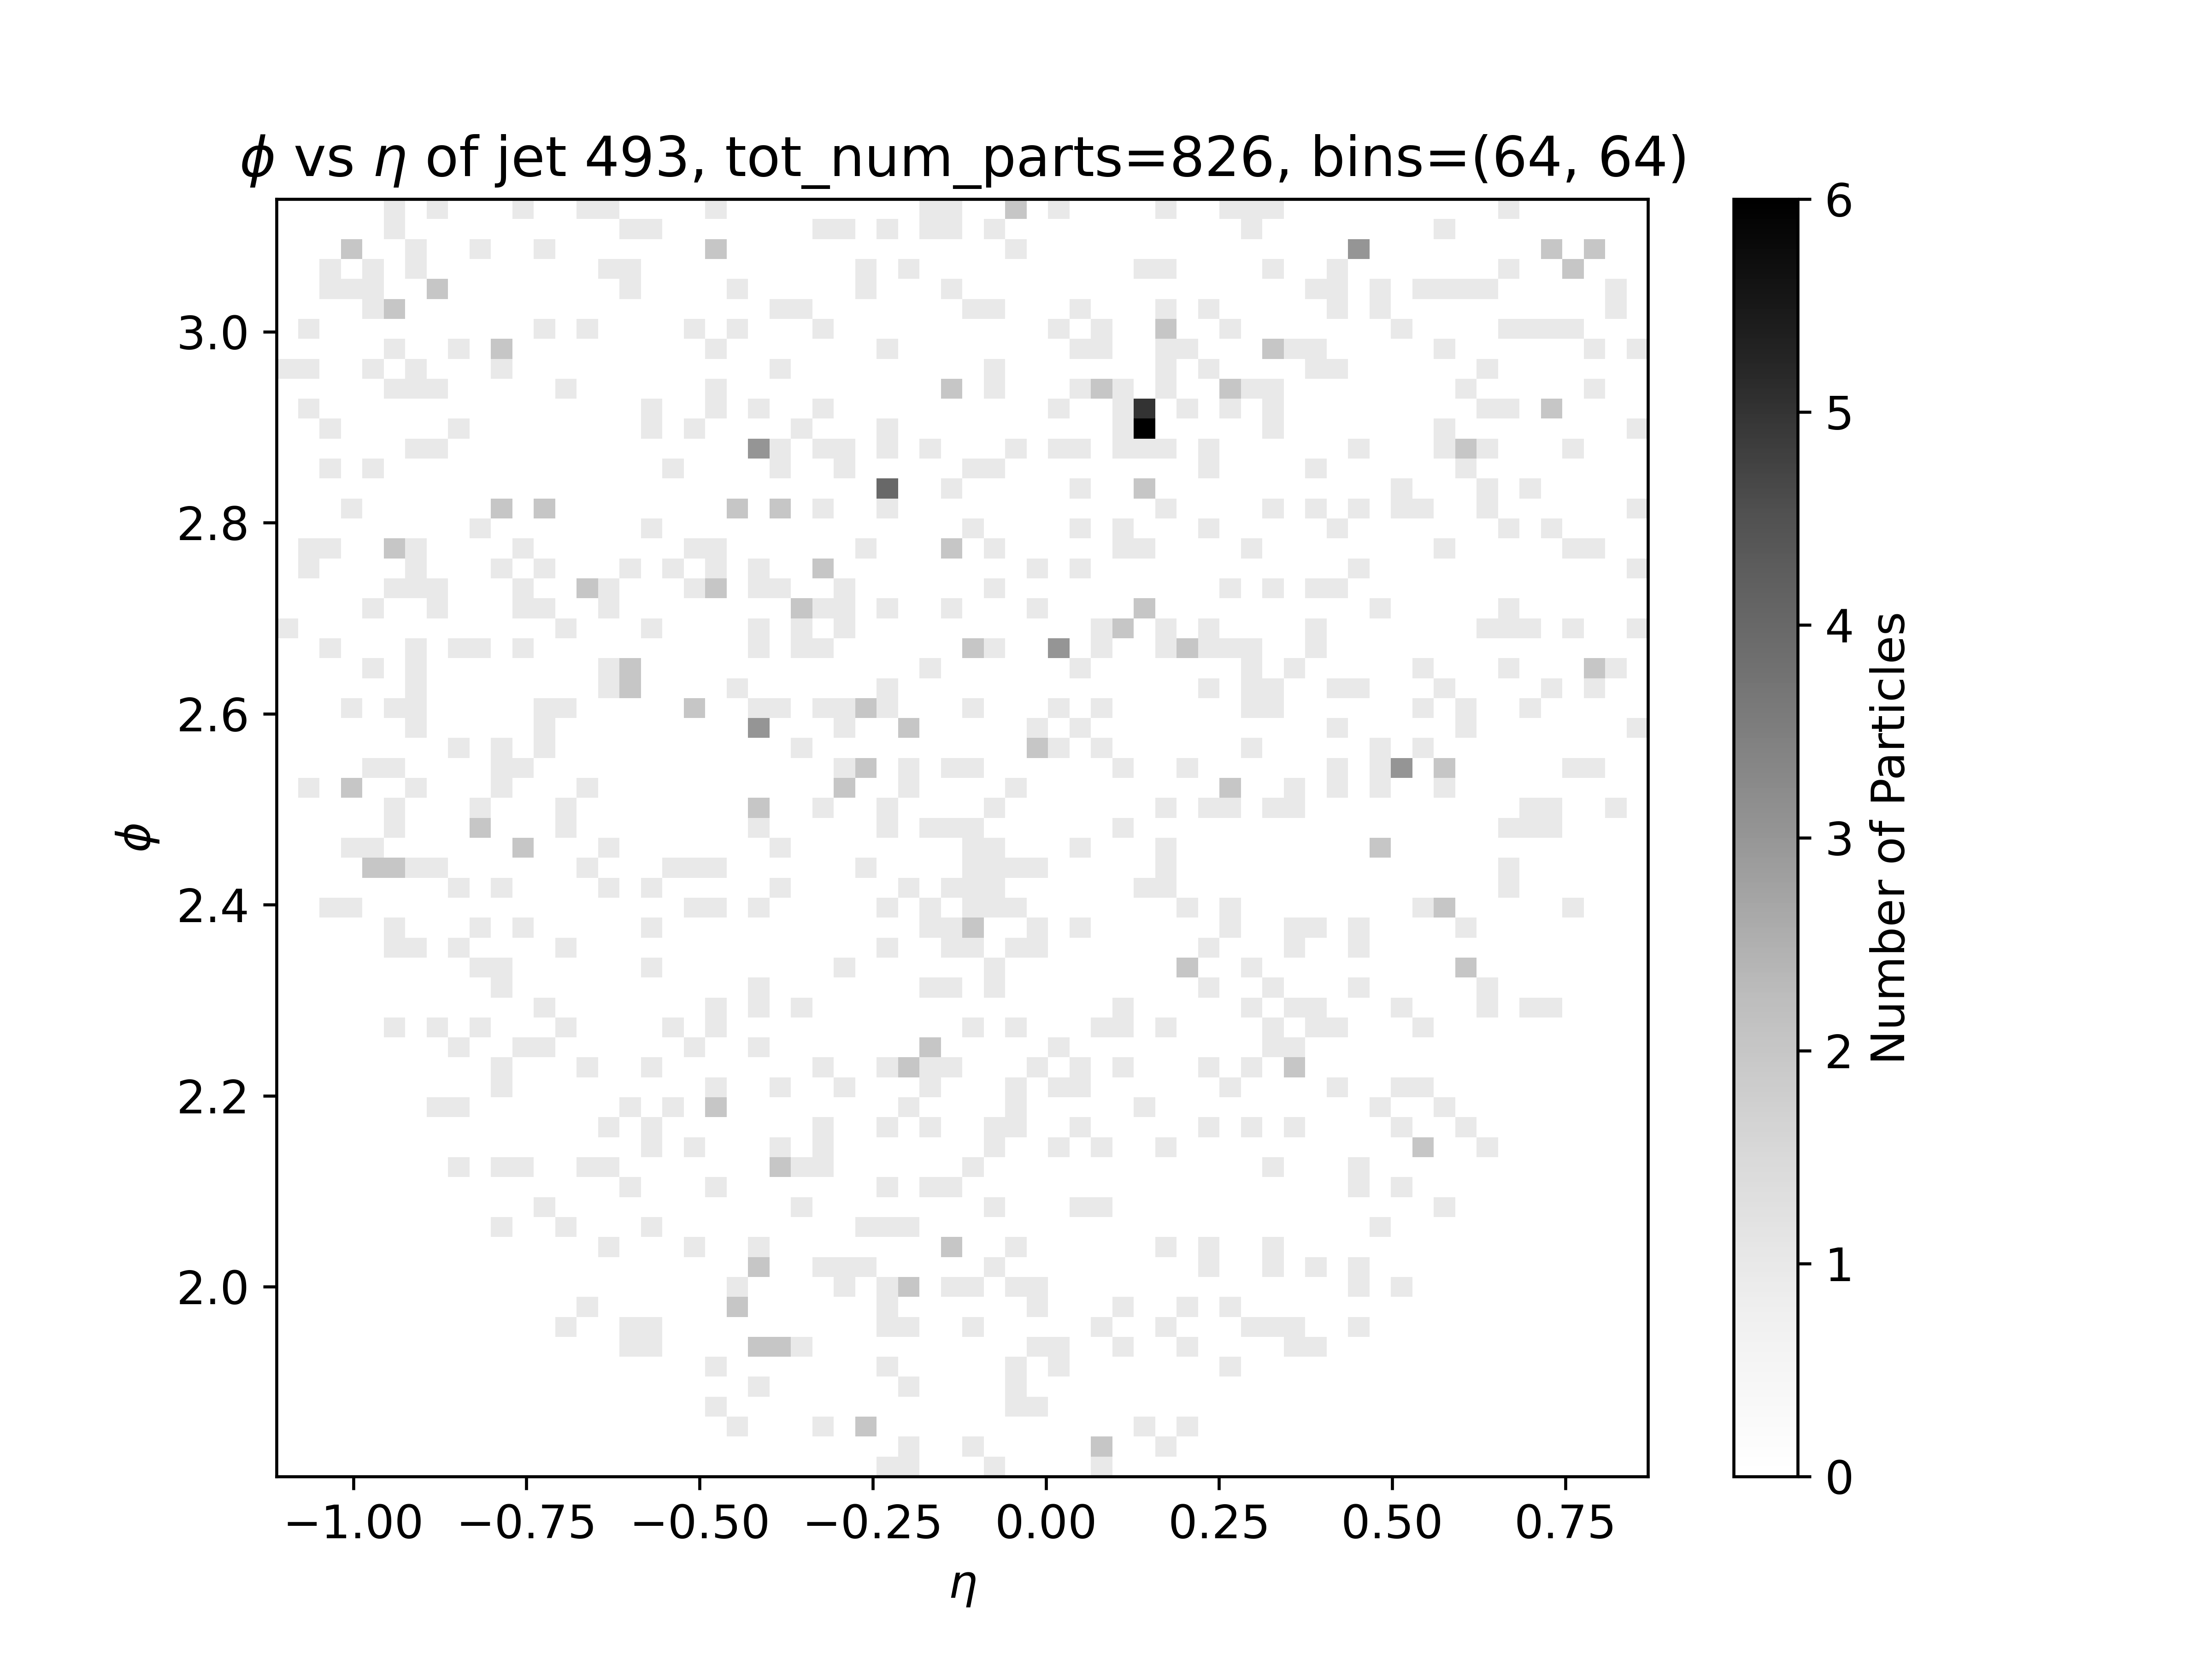 ϕ vs η of jet 493, tot_num_parts=826, bins=(64, 64)
3.0
2.8
2.6
2.4
2.2
2.0
ϕ
−1.00 −0.75 −0.50 −0.25 0.00 0.25 0.50 0.75
η
6
5
4
3
2
1
0
Number of Particles